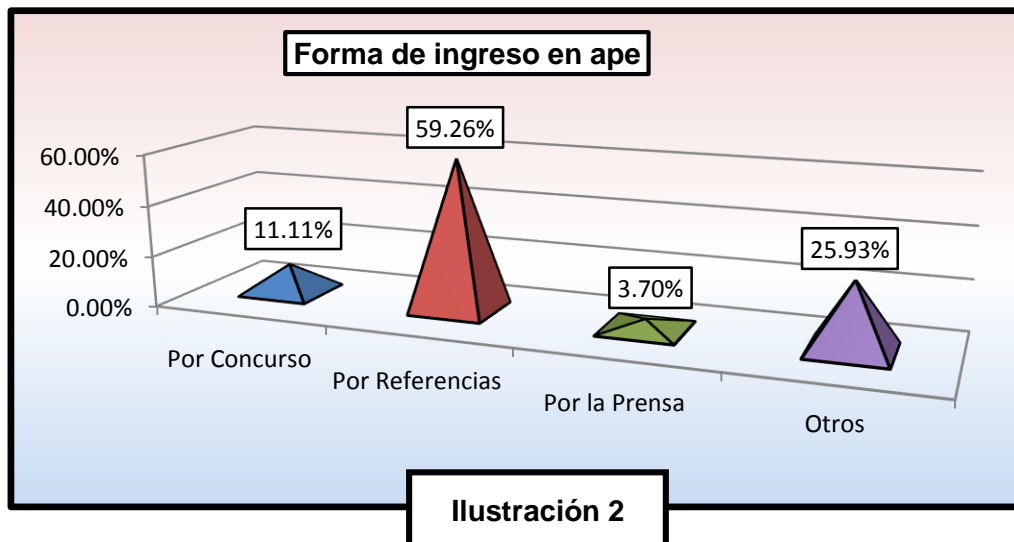 Forma de ingreso en ape
59.26%
60.00%
40.00%
20.00%
0.00%
11.11%
3.70%
25.93%
Por Concurso
Por Referencias
Por la Prensa
Otros
Ilustración 2